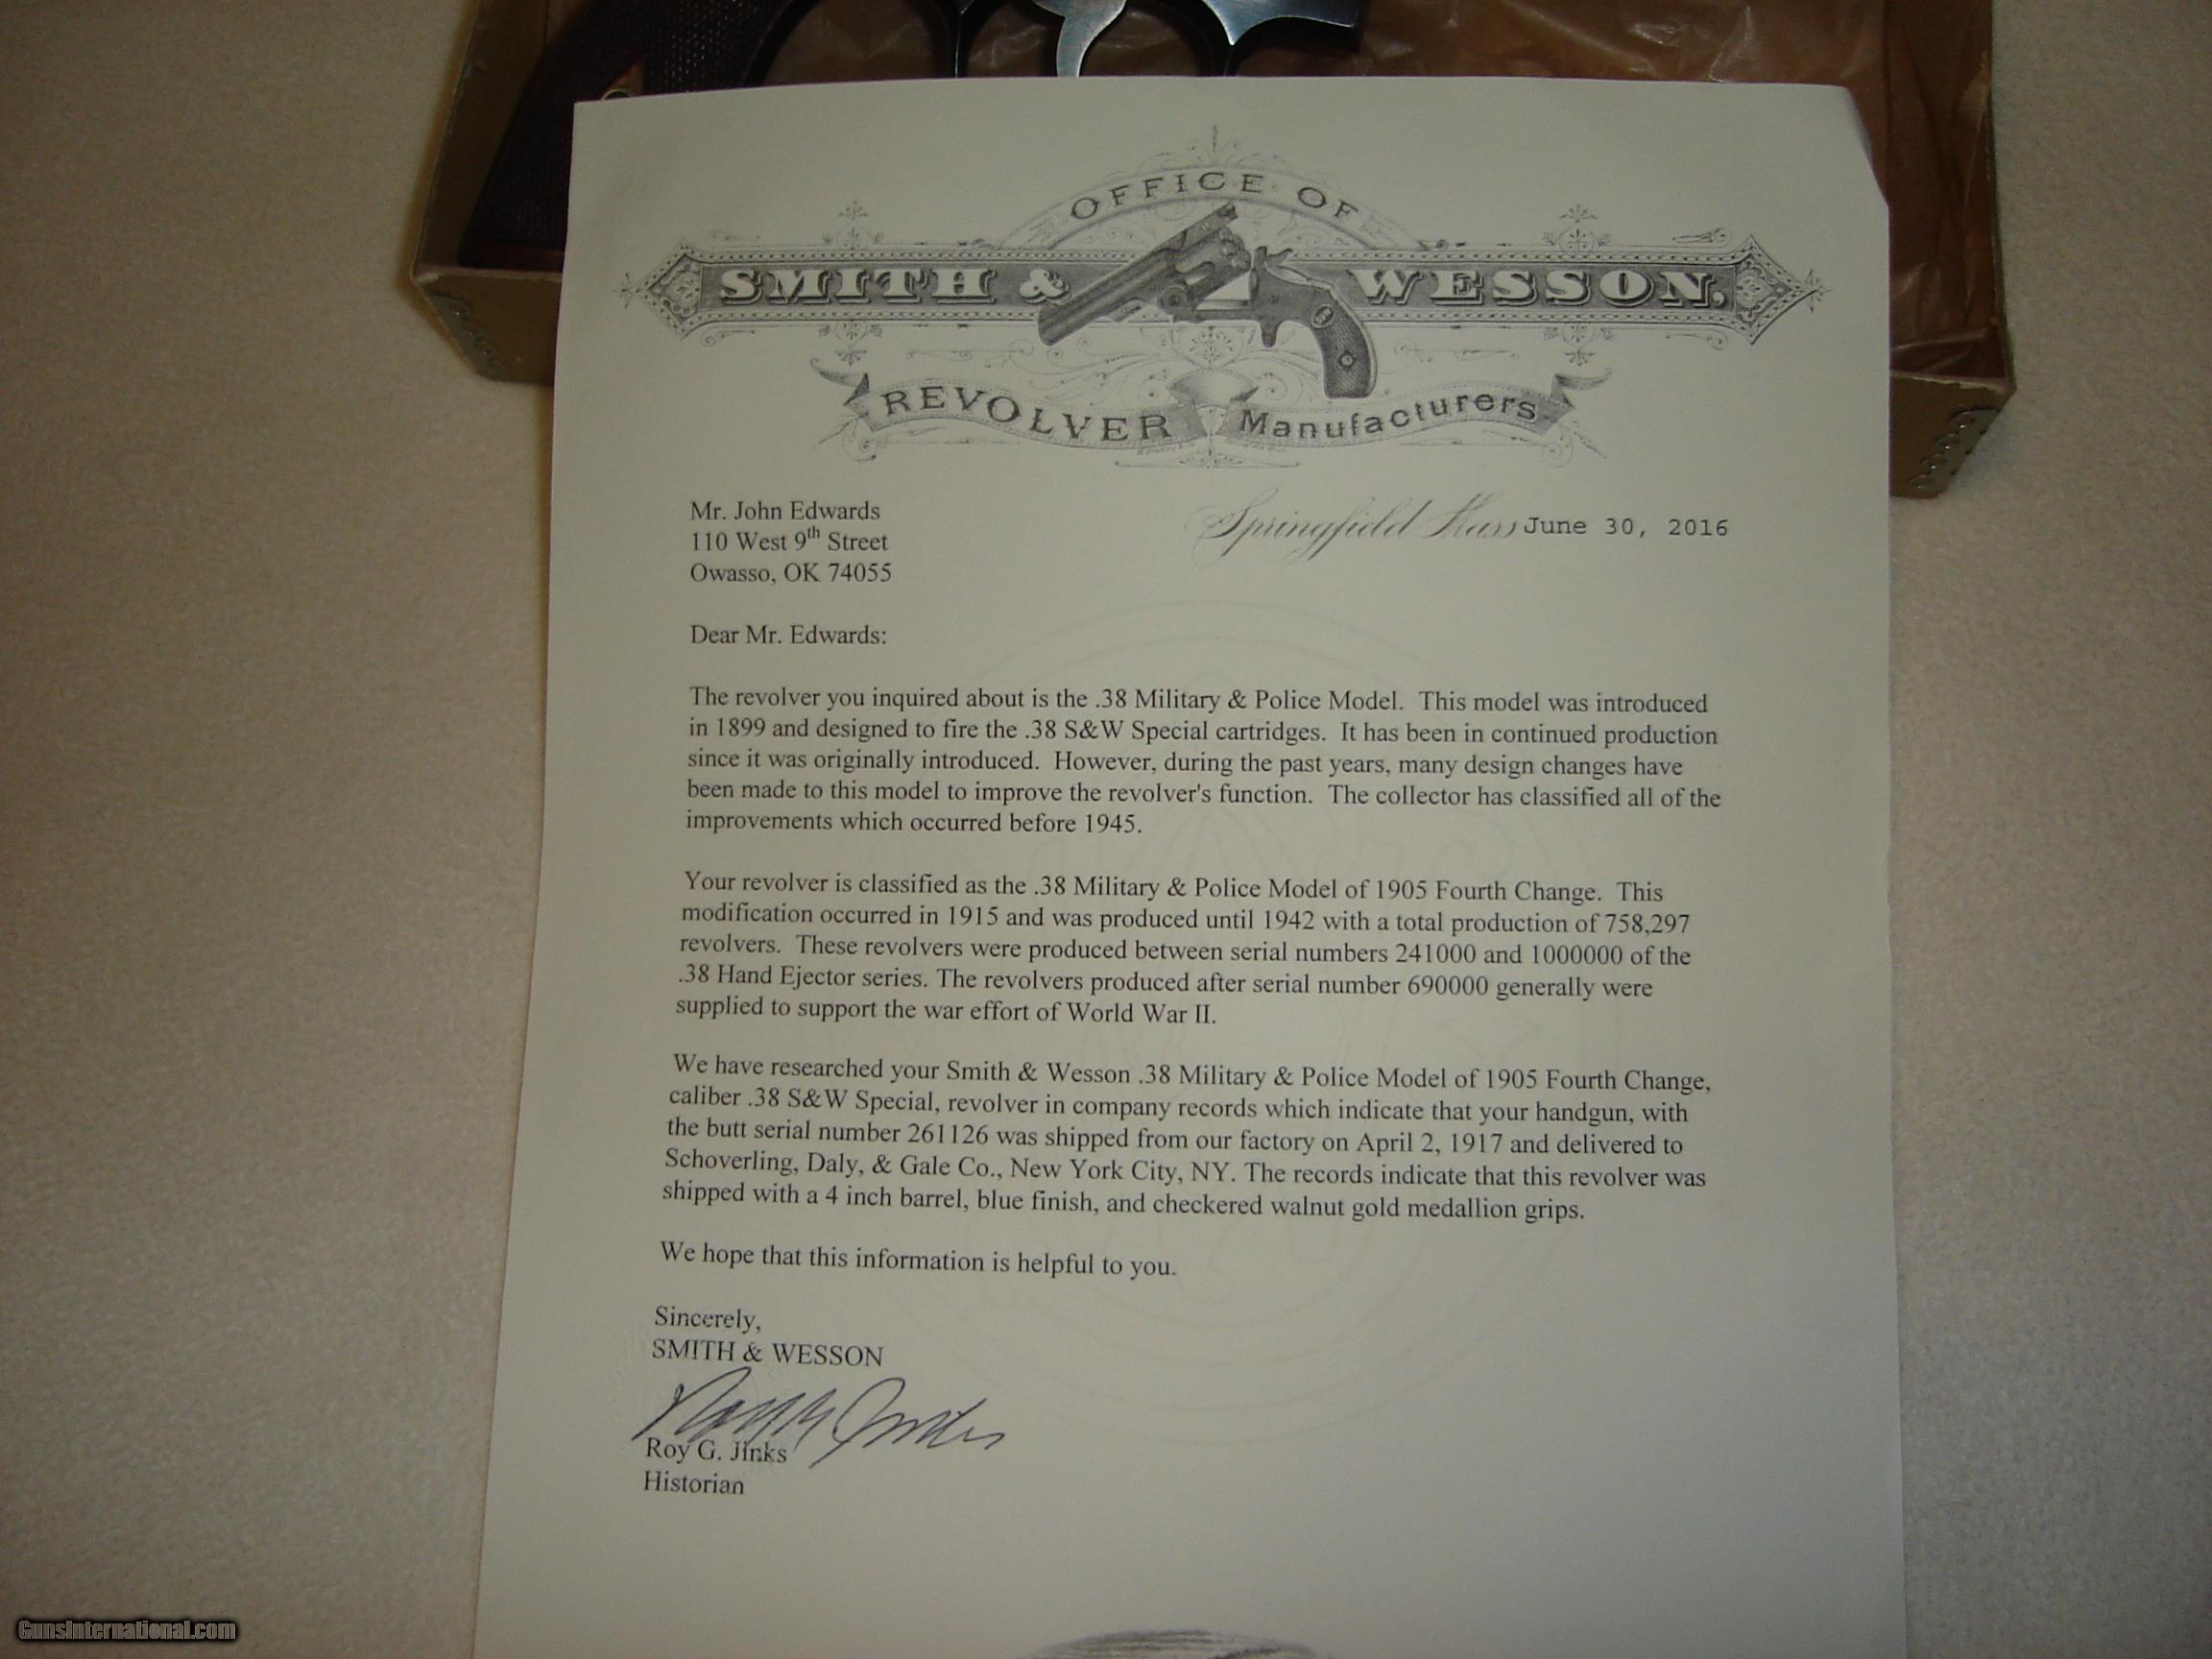 OFFICE OF
SMITH & WESSON.
REVOLVER Manufacturers
Mr. John Edwards
110 West 9th Street
Owasso, OK 74055
Springfield Mass June 30, 2016
Dear Mr. Edwards:
The revolver you inquired about is the .38 Military & Police Model. This model was introduced
in 1899 and designed to fire the .38 S&W Special cartridges. It has been in continued production
since it was originally introduced. However, during the past years, many design changes have
been made to this model to improve the revolver's function. The collector has classified all of the
improvements which occurred before 1945.
Your revolver is classified as the .38 Military & Police Model of 1905 Fourth Change. This
modification occurred in 1915 and was produced until 1942 with a total production of 758,297
revolvers. These revolvers were produced between serial numbers 241000 and 1000000 of the
.38 Hand Ejector series. The revolvers produced after serial number 690000 generally were
supplied to support the war effort of World War II.
We have researched your Smith & Wesson .38 Military & Police Model of 1905 Fourth Change,
caliber .38 S&W Special, revolver in company records which indicate that your handgun, with
the butt serial number 261126 was shipped from our factory on April 2, 1917 and delivered to
Schoverling, Daly, & Gale Co., New York City, NY. The records indicate that this revolver was
shipped with a 4 inch barrel, blue finish, and checkered walnut gold medallion grips.
We hope that this information is helpful to you.
Sincerely,
SMITH & WESSON
Roy G. Jinks
Historian
GunsInternational.com